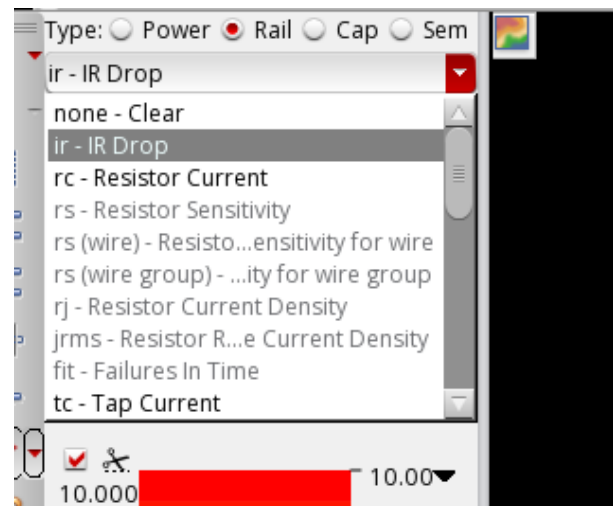 Type: Power Rail Cap Sem
ir - IR Drop
none - Clear
ir - IR Drop
rc - Resistor Current
rs - Resistor Sensitivity
rs (wire) - Resisto...ensitivity for wire
rs (wire group) - ...ity for wire group
rj - Resistor Current Density
jrms - Resistor R...e Current Density
fit - Failures In Time
tc - Tap Current
10.00
10.000